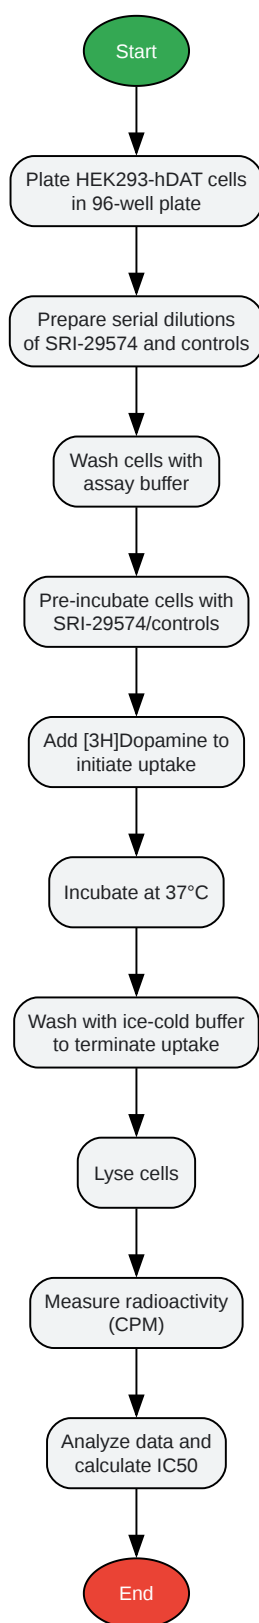 Start
Plate HEK293-hDAT cells
in 96-well plate
Prepare serial dilutions
of SRI-29574 and controls
Wash cells with
assay buffer
Pre-incubate cells with
SRI-29574/controls
Add [3H]Dopamine to
initiate uptake
Incubate at 37°C
Wash with ice-cold buffer
to terminate uptake
Lyse cells
Measure radioactivity
(CPM)
Analyze data and
calculate IC50
End